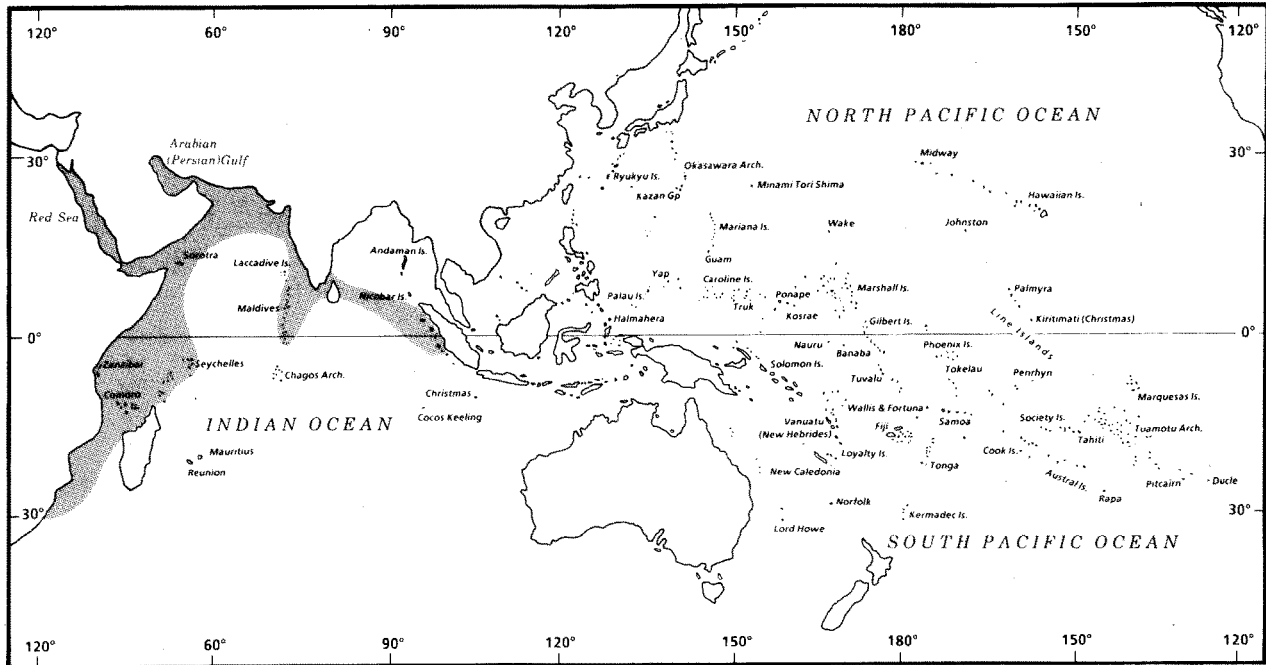 120° 60° 90° 120° 150° 180° 150° 120°
NORTH PACIFIC OCEAN
Arabian
(Persian) Gulf
30° 30°
Midway
Okasawara Arch.
Ryukyu Is.
Minami Tori Shima
Kazan Gp
Hawaiian Is.
Red Sea
Mariana Is.
Wake
Johnston
Andaman Is.
Socotra
Laccadive Is.
Guam
Yap
Caroline Is.
Marshall Is.
Palmyra
Nicobar Is.
Palau Is.
Ponape
Maldives
Truk
Kosrae
Halmahera
Gilbert Is.
Line Islands
Kiritimati (Christmas)
0° 0°
Nauru
Banaba
Phoenix Is.
Zanzibar
Seychelles
Solomon Is.
Tokelau
Chagos Arch.
Tuvalu
Penrhyn
Comoro
Christmas
Marquesas Is.
Cocos Keeling
Wallis & Fortuna
INDIAN OCEAN
Vanuatu
(New Hebrides)
Fiji
Samoa
Society Is.
Tahiti
Tuamotu Arch.
Mauritius
Loyalty Is.
Cook Is.
Reunion
New Caledonia
Tonga
Austral Is.
Pitcairn
Ducie
Rapa
Norfolk
30° 30°
Kermadec Is.
Lord Howe
SOUTH PACIFIC OCEAN
120° 60° 90° 120° 150° 180° 150° 120°